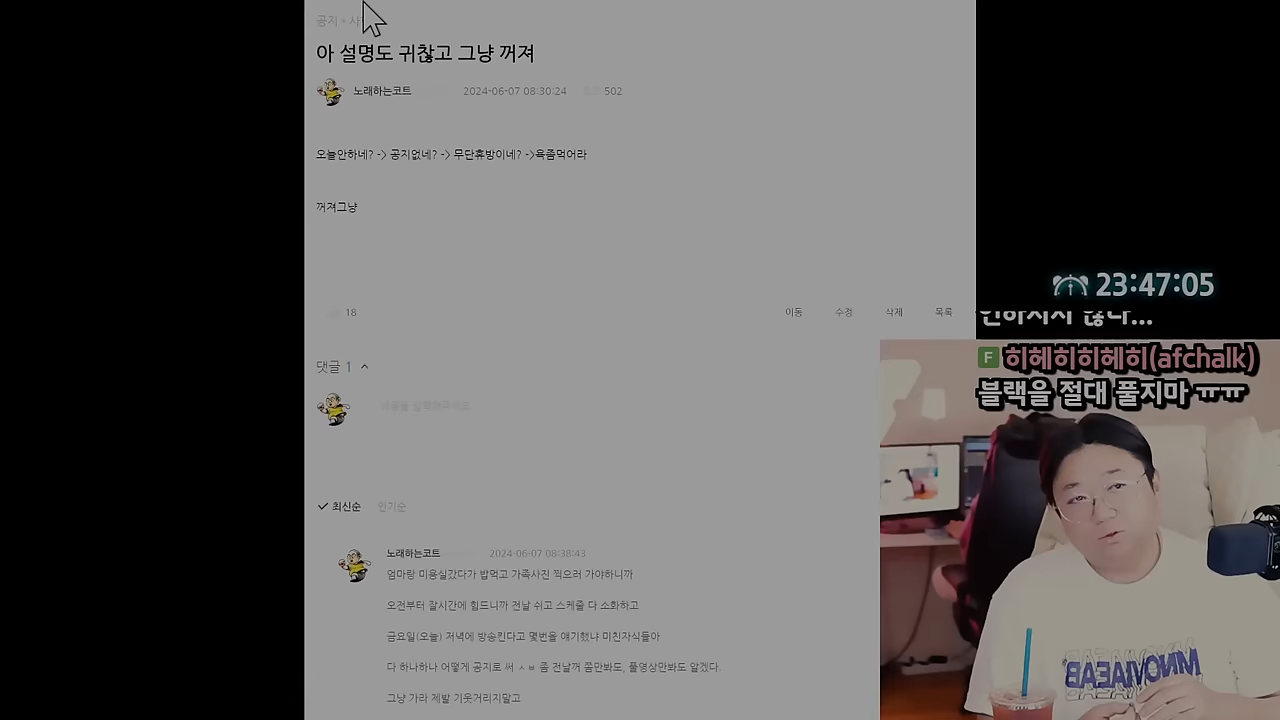 공지
아 설명도 귀찮고 그냥 꺼져
노래하는코트
2024-06-07 08:30:24
502
오늘안하네? -> 공지없네? -> 무단휴방이네? ->욕좀먹어라
꺼져그냥
18
이동
수정
삭제
목록
댓글 1
최신순
인기순
노래하는코트
2024-06-07 08:38:43
엄마랑 미용실갔다가 밥먹고 가족사진 찍으러 가야하니까
오전부터 잘시간에 힘드니까 전날 쉬고 스케줄 다 소화하고
금요일(오늘) 저녁에 방송킨다고 몇번을 얘기했냐 미친자식들아
다 하나하나 어떻게 공지로 써 ㅅㅂ 좀 전날꺼 쫌만봐도, 풀영상만봐도 알겠다.
그냥 가라 제발 기웃거리지말고
23:47:05
F 히헤히히헤히(afchalk)
블랙을 절대 풀지마 ㅠㅠ